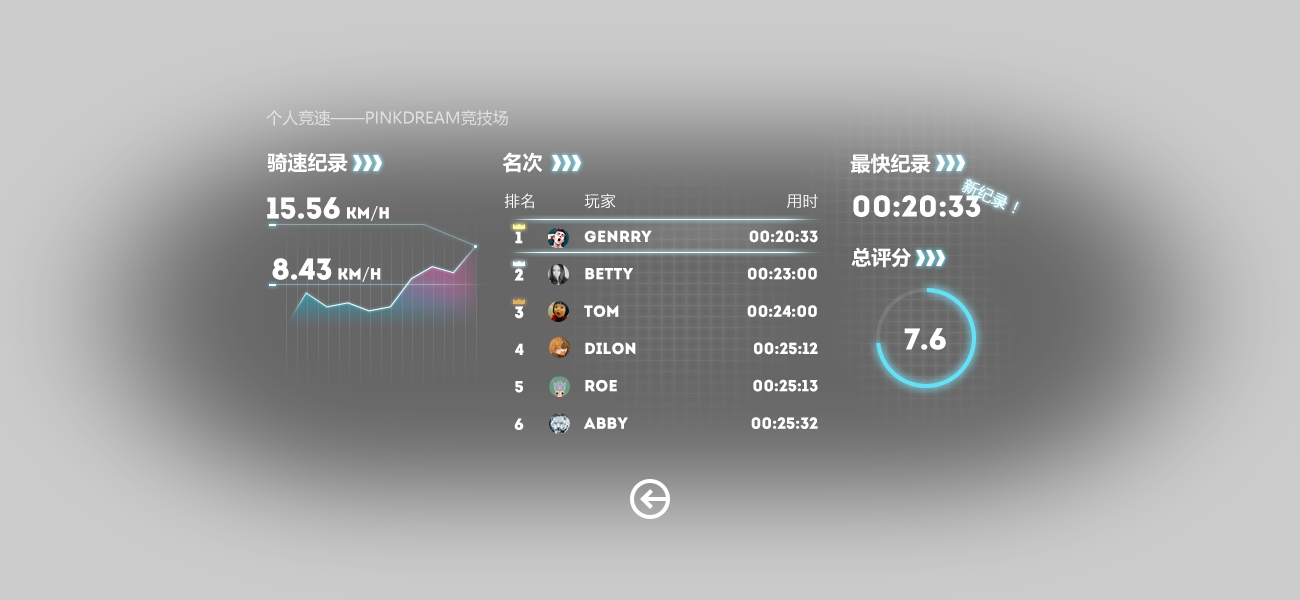 个人竞速——PINKDREAM竞技场
骑速纪录
15.56 KM/H
8.43 KM/H
名次
排名 玩家 用时
1 GENRRY 00:20:33
2 BETTY 00:23:00
3 TOM 00:24:00
4 DILON 00:25:12
5 ROE 00:25:13
6 ABBY 00:25:32
最快纪录
新纪录！
00:20:33
总评分
7.6